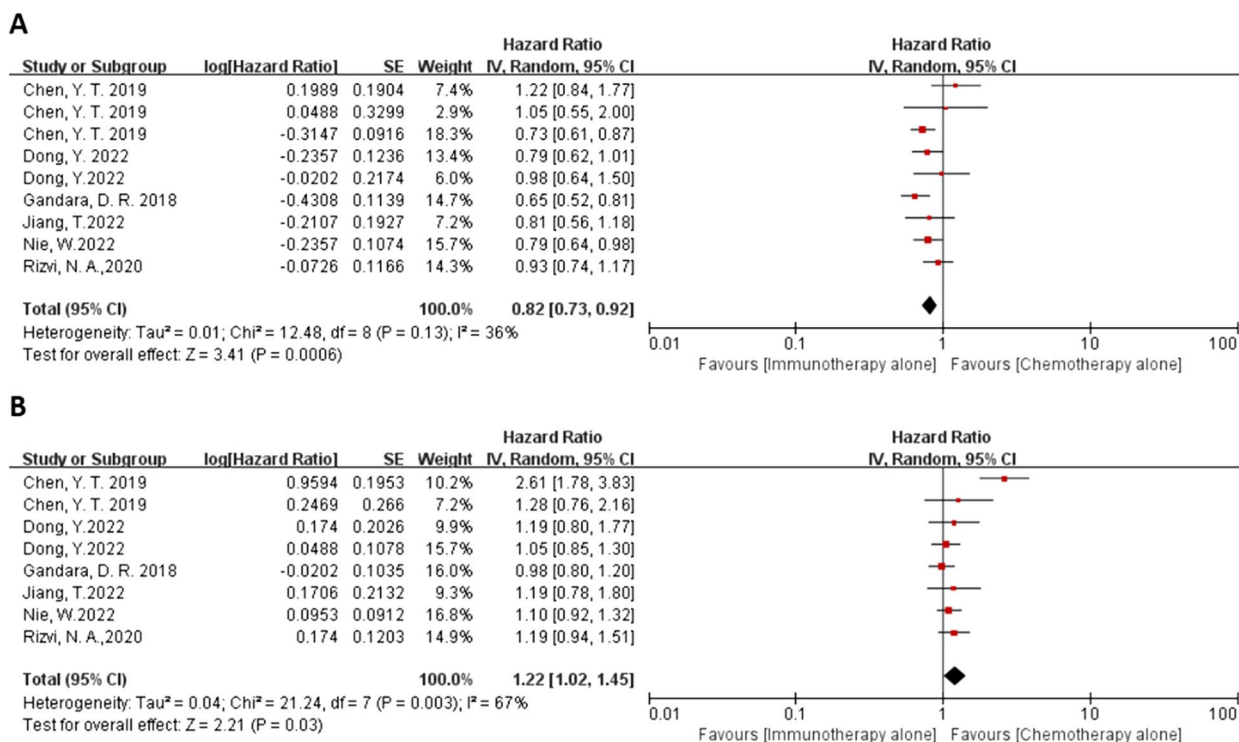 A
Hazard Ratio Hazard Ratio
Study or Subgroup log[Hazard Ratio] SE Weight IV, Random, 95% CI IV, Random, 95% CI
Chen, Y. T. 2019 0.1989 0.1904 7.4% 1.22 [0.84, 1.77]
Chen, Y. T. 2019 0.0488 0.3299 2.9% 1.05 [0.55, 2.00]
Chen, Y. T. 2019 -0.3147 0.0916 18.3% 0.73 [0.61, 0.87]
Dong, Y. 2022 -0.2357 0.1236 13.4% 0.79 [0.62, 1.01]
Dong, Y.2022 -0.0202 0.2174 6.0% 0.98 [0.64, 1.50]
Gandara, D. R. 2018 -0.4308 0.1139 14.7% 0.65 [0.52, 0.81]
Jiang, T.2022 -0.2107 0.1927 7.2% 0.81 [0.56, 1.18]
Nie, W.2022 -0.2357 0.1074 15.7% 0.79 [0.64, 0.98]
Rizvi, N. A.,2020 -0.0726 0.1166 14.3% 0.93 [0.74, 1.17]
Total (95% CI) 100.0% 0.82 [0.73, 0.92]
Heterogeneity: Tau² = 0.01; Chi² = 12.48, df = 8 (P = 0.13); I² = 36%
Test for overall effect: Z = 3.41 (P = 0.0006)
0.01 0.1 1 10 100
Favours [Immunotherapy alone] Favours [Chemotherapy alone]
B
Hazard Ratio Hazard Ratio
Study or Subgroup log[Hazard Ratio] SE Weight IV, Random, 95% CI IV, Random, 95% CI
Chen, Y. T. 2019 0.9594 0.1953 10.2% 2.61 [1.78, 3.83]
Chen, Y. T. 2019 0.2469 0.266 7.2% 1.28 [0.76, 2.16]
Dong, Y.2022 0.174 0.2026 9.9% 1.19 [0.80, 1.77]
Dong, Y.2022 0.0488 0.1078 15.7% 1.05 [0.85, 1.30]
Gandara, D. R. 2018 -0.0202 0.1035 16.0% 0.98 [0.80, 1.20]
Jiang, T.2022 0.1706 0.2132 9.3% 1.19 [0.78, 1.80]
Nie, W.2022 0.0953 0.0912 16.8% 1.10 [0.92, 1.32]
Rizvi, N. A.,2020 0.174 0.1203 14.9% 1.19 [0.94, 1.51]
Total (95% CI) 100.0% 1.22 [1.02, 1.45]
Heterogeneity: Tau² = 0.04; Chi² = 21.24, df = 7 (P = 0.003); I² = 67%
Test for overall effect: Z = 2.21 (P = 0.03)
0.01 0.1 1 10 100
Favours [Immunotherapy alone] Favours [Chemotherapy alone]